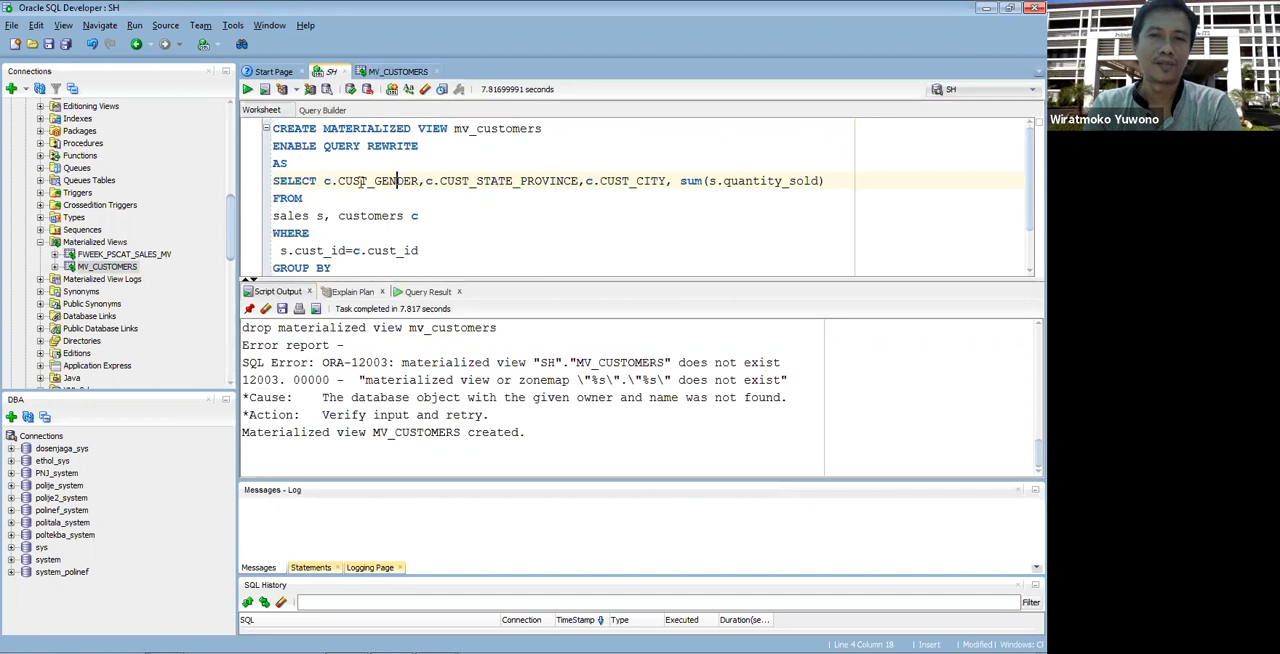 Oracle SQL Developer : SH
File Edit View Navigate Run Source Team Tools Window Help
Connections
Start Page SH MV_CUSTOMERS
7.81699991 seconds
SH
Worksheet Query Builder
Editioning Views
Indexes
Packages
Procedures
Functions
Queues
Queues Tables
Triggers
Crossedition Triggers
Types
Sequences
Materialized Views
FWEEK_PSCAT_SALES_MV
MV_CUSTOMERS
Materialized View Logs
Synonyms
Public Synonyms
Database Links
Public Database Links
Directories
Editions
Application Express
Java
CREATE MATERIALIZED VIEW mv_customers
ENABLE QUERY REWRITE
AS
SELECT c.CUST_GENDER,c.CUST_STATE_PROVINCE,c.CUST_CITY, sum(s.quantity_sold)
FROM
sales s, customers c
WHERE
s.cust_id=c.cust_id
GROUP BY
Script Output Explain Plan Query Result
Task completed in 7.817 seconds
drop materialized view mv_customers
Error report -
SQL Error: ORA-12003: materialized view "SH"."MV_CUSTOMERS" does not exist
12003. 00000 - "materialized view or zonemap \"%s\".\"%s\" does not exist"
*Cause: The database object with the given owner and name was not found.
*Action: Verify input and retry.
Materialized view MV_CUSTOMERS created.
DBA
Connections
dosenjaga_sys
ethol_sys
PNJ_system
polije_system
polije2_system
polinef_system
politala_system
poltekba_system
sys
system
system_polinef
Messages - Log
Messages Statements Logging Page
SQL History
Filter
SQL Connection TimeStamp Type Executed Duration(se...
Line 4 Column 18 Insert Modified Windows: Cl
Wiratmoko Yuwono